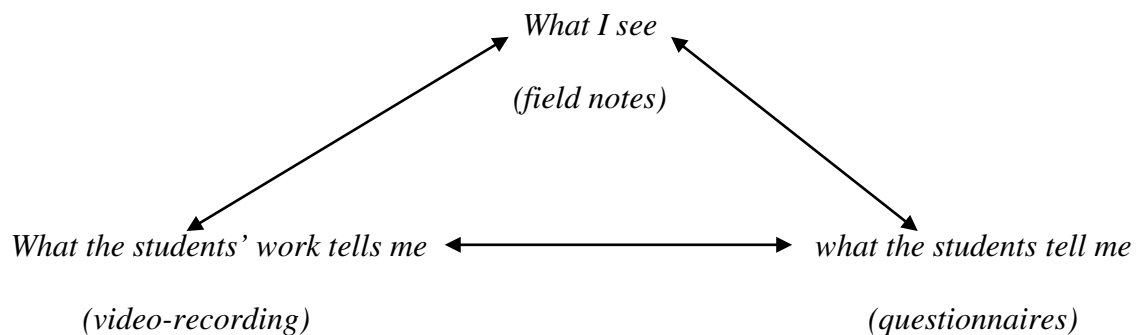 What I see
(field notes)
What the students’ work tells me
what the students tell me
(video-recording)
(questionnaires)